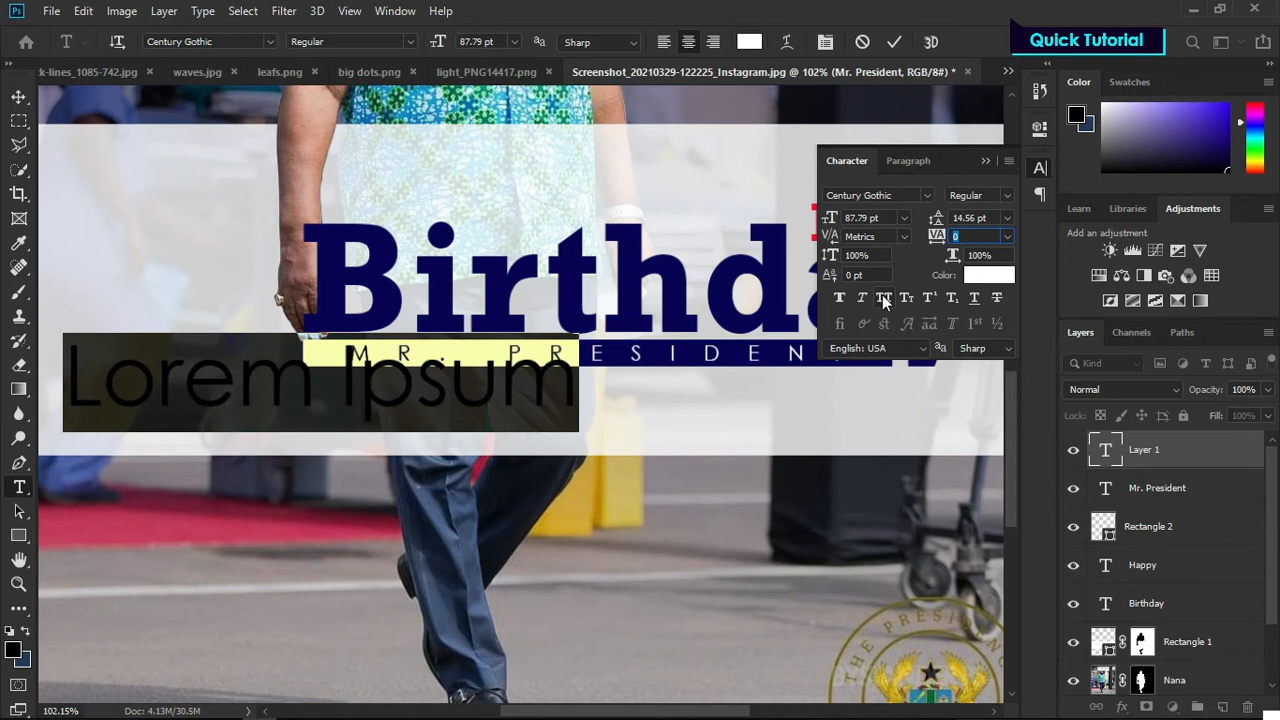 Ps File Edit Image Layer Type Select Filter 3D View Window Help
Century Gothic Regular 87.79 pt Sharp 3D Quick Tutorial
ck-lines_1085-742.jpg waves.jpg leafs.png big dots.png light_PNG14417.png Screenshot_20210329-122225_Instagram.jpg @ 102% (Mr. President, RGB/8#) *
Color Swatches
Character Paragraph
Century Gothic Regular
87.79 pt 14.56 pt
Metrics 0
100% 100%
0 pt Color:
English: USA Sharp
Birthda
MR. PRESIDEN
Lorem Ipsum
THE PRESIDEN
Learn Libraries Adjustments
Add an adjustment
Layers Channels Paths
Kind
Normal Opacity: 100%
Lock: Fill: 100%
Layer 1
Mr. President
Rectangle 2
Happy
Birthday
Rectangle 1
Nana
102.15% Doc: 4.13M/30.5M